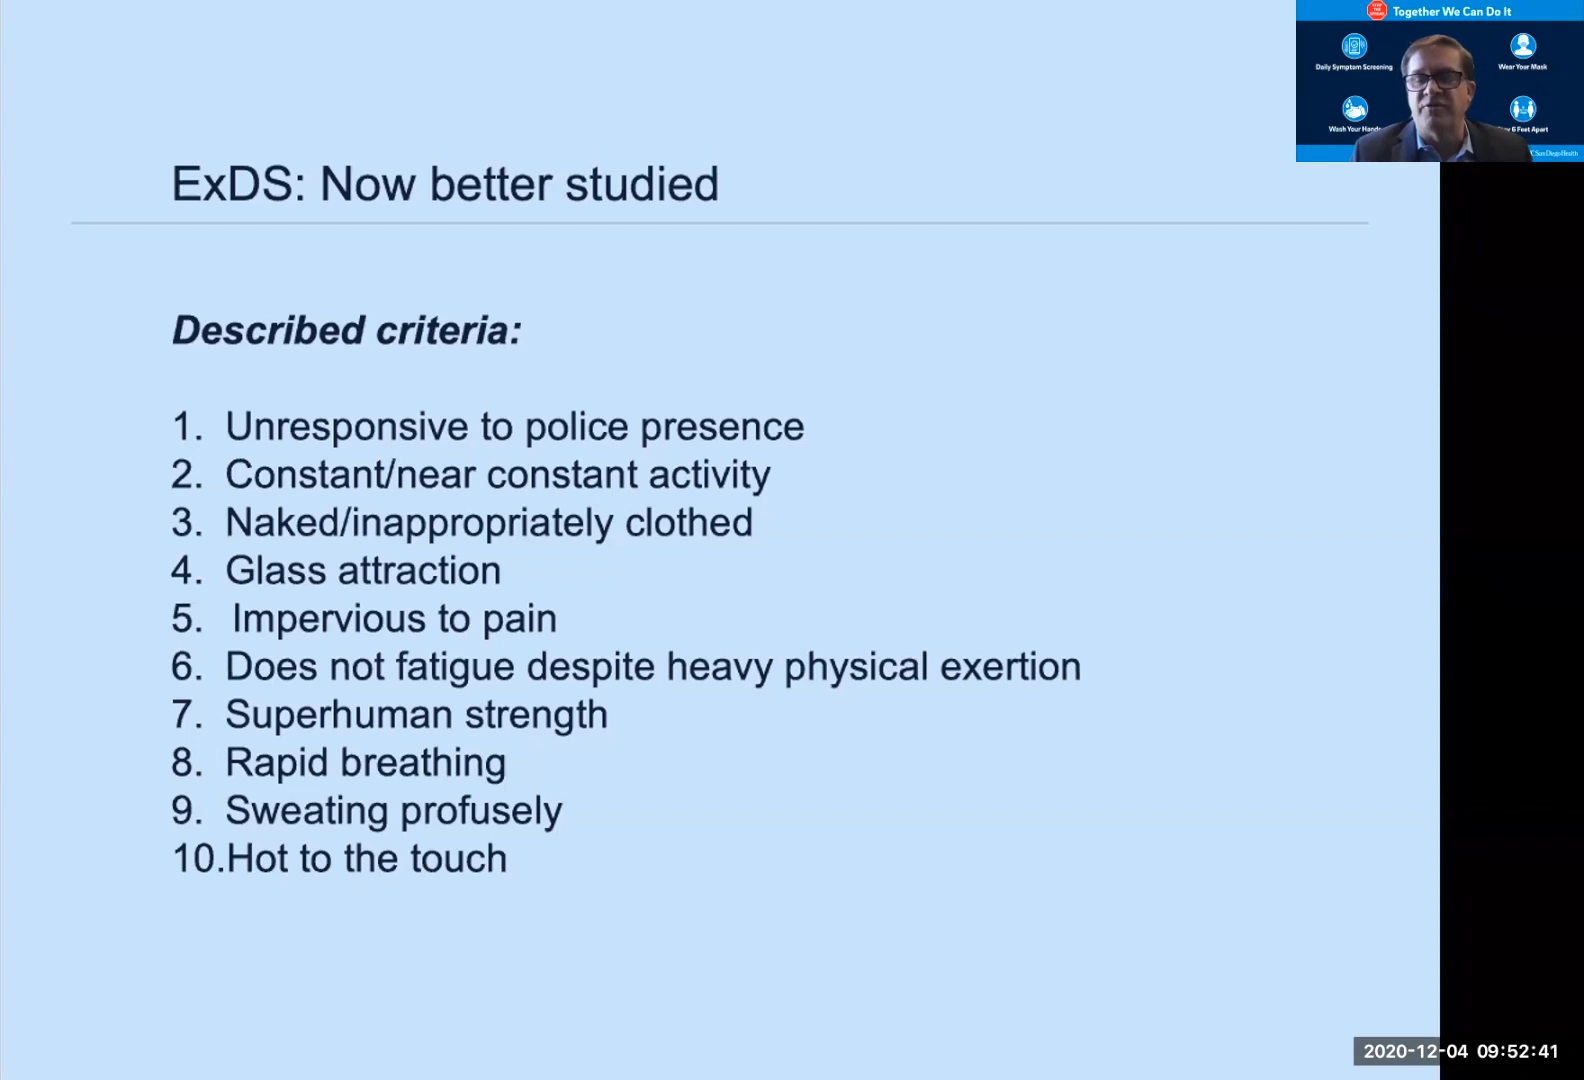 Together We Can Do It
Daily Symptom Screening
Wear Your Mask
Wash Your Hands
6 Feet Apart
San Diego Health
ExDS: Now better studied
Described criteria:
1. Unresponsive to police presence
2. Constant/near constant activity
3. Naked/inappropriately clothed
4. Glass attraction
5. Impervious to pain
6. Does not fatigue despite heavy physical exertion
7. Superhuman strength
8. Rapid breathing
9. Sweating profusely
10.Hot to the touch
2020-12-04 09:52:41